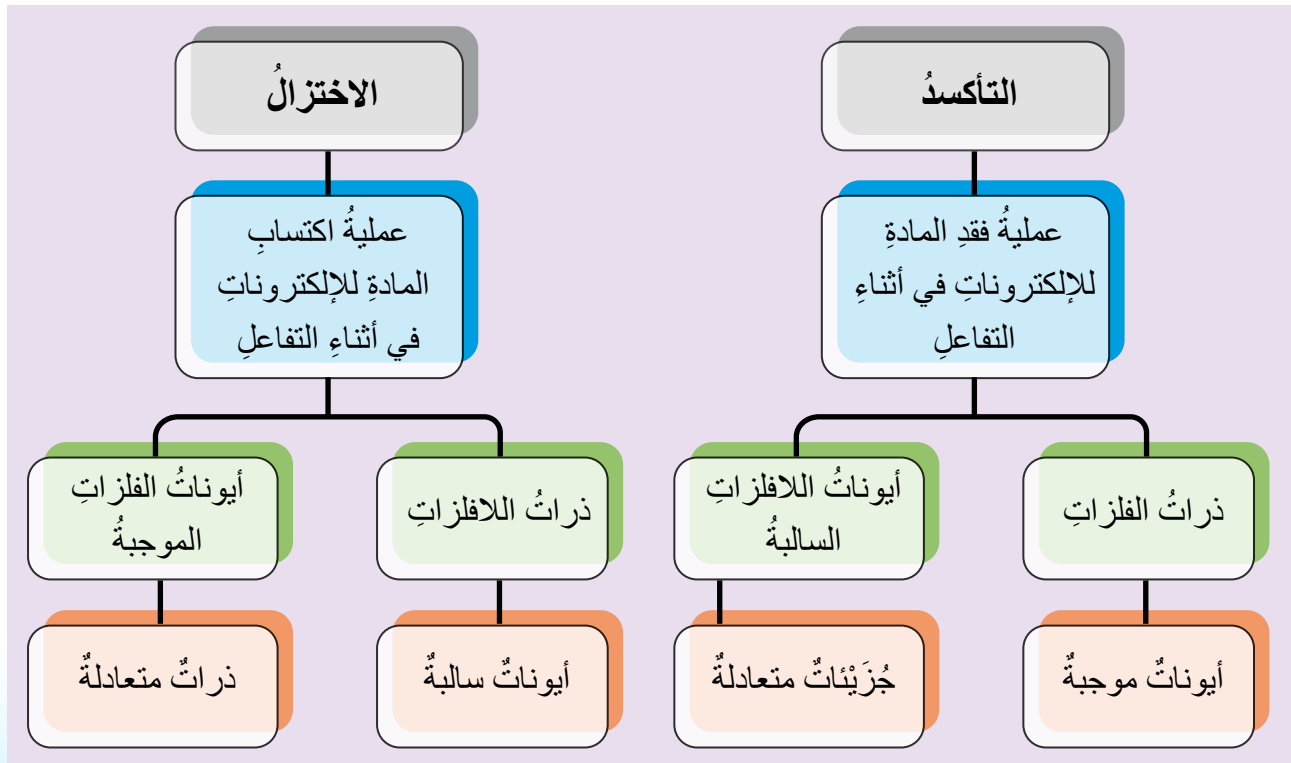 التأكسدُ
الاختزالُ
عمليةُ فقدِ المادةِ
للإلكتروناتِ في أثناءِ
التفاعلِ
عمليةُ اكتسابِ
المادةِ للإلكتروناتِ
في أثناءِ التفاعلِ
ذراتُ الفلزاتِ
أيوناتُ اللافلزاتِ
السالبةُ
ذراتُ اللافلزاتِ
أيوناتُ الفلزاتِ
الموجبةُ
أيوناتٌ موجبةٌ
جُزَيْئاتٌ متعادلةٌ
أيوناتٌ سالبةٌ
ذراتٌ متعادلةٌ